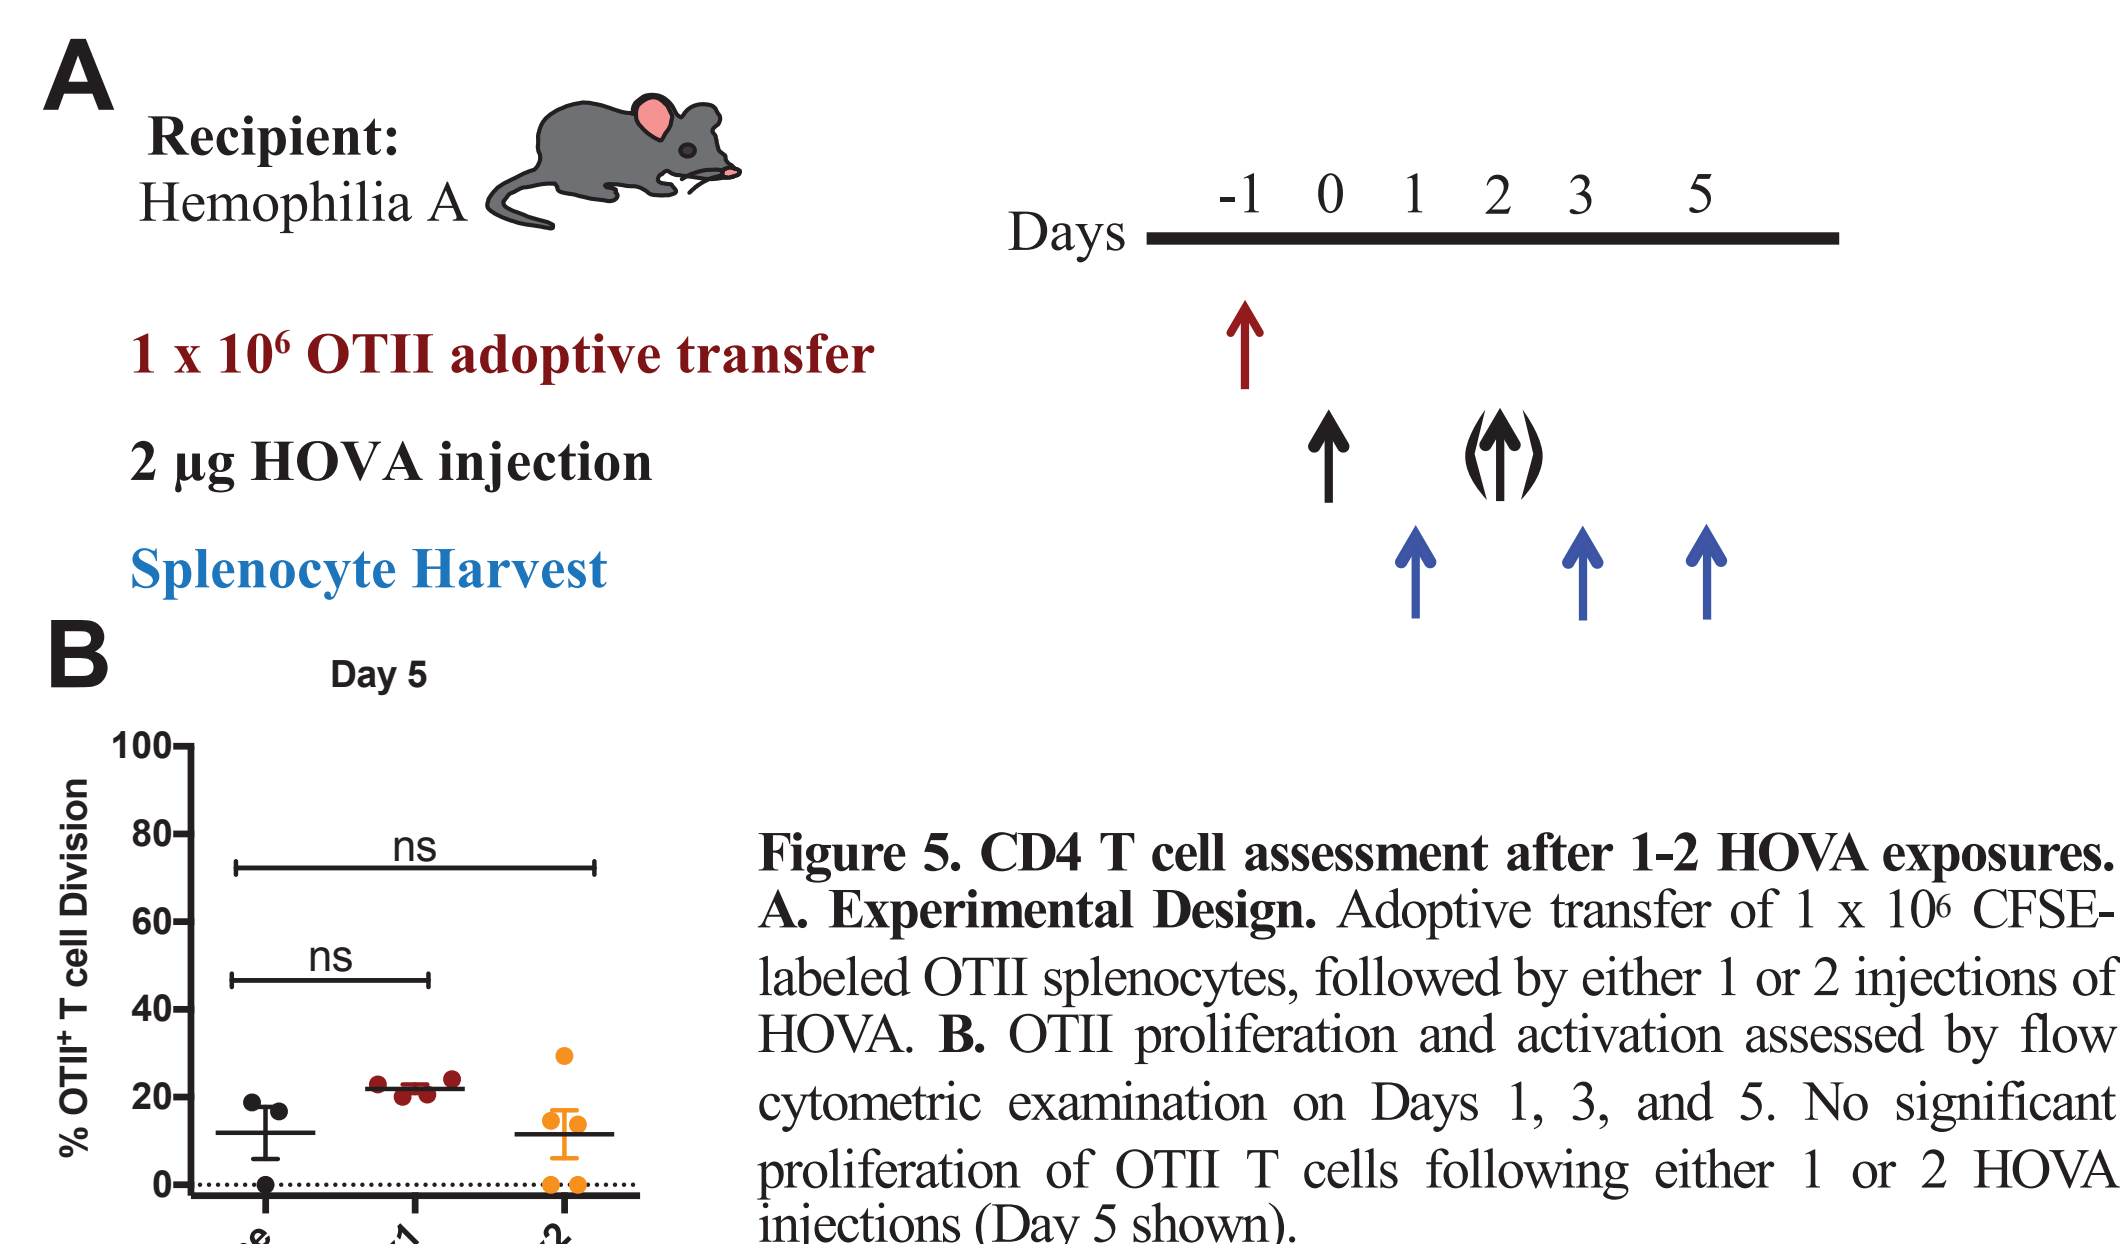 A
Recipient:
Hemophilia A
-1 0 1 2 3 5
Days
1 x 10⁶ OTII adoptive transfer
2 µg HOVA injection
Splenocyte Harvest
B
Day 5
% OTII⁺ T cell Division
100
80
60
40
20
0
ns
ns
Figure 5. CD4 T cell assessment after 1-2 HOVA exposures.
A. Experimental Design. Adoptive transfer of 1 x 10⁶ CFSE-
labeled OTII splenocytes, followed by either 1 or 2 injections of
HOVA. B. OTII proliferation and activation assessed by flow
cytometric examination on Days 1, 3, and 5. No significant
proliferation of OTII T cells following either 1 or 2 HOVA
injections (Day 5 shown).